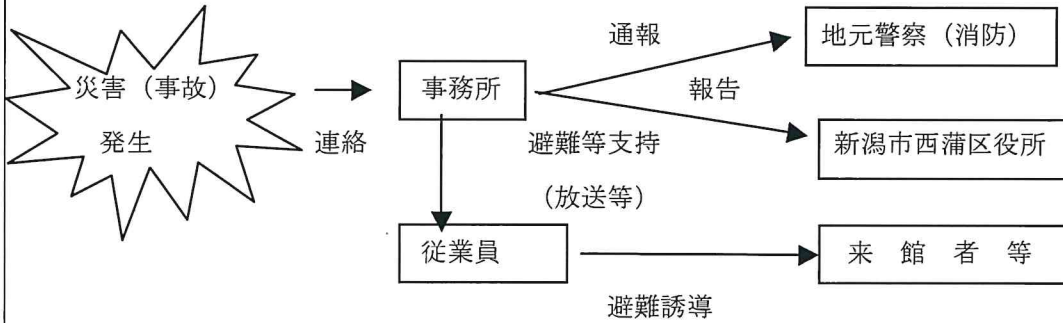 通報
地元警察（消防）
災害（事故）
発生
連絡
事務所
報告
避難等支持
（放送等）
新潟市西蒲区役所
従業員
来　館　者　等
避難誘導